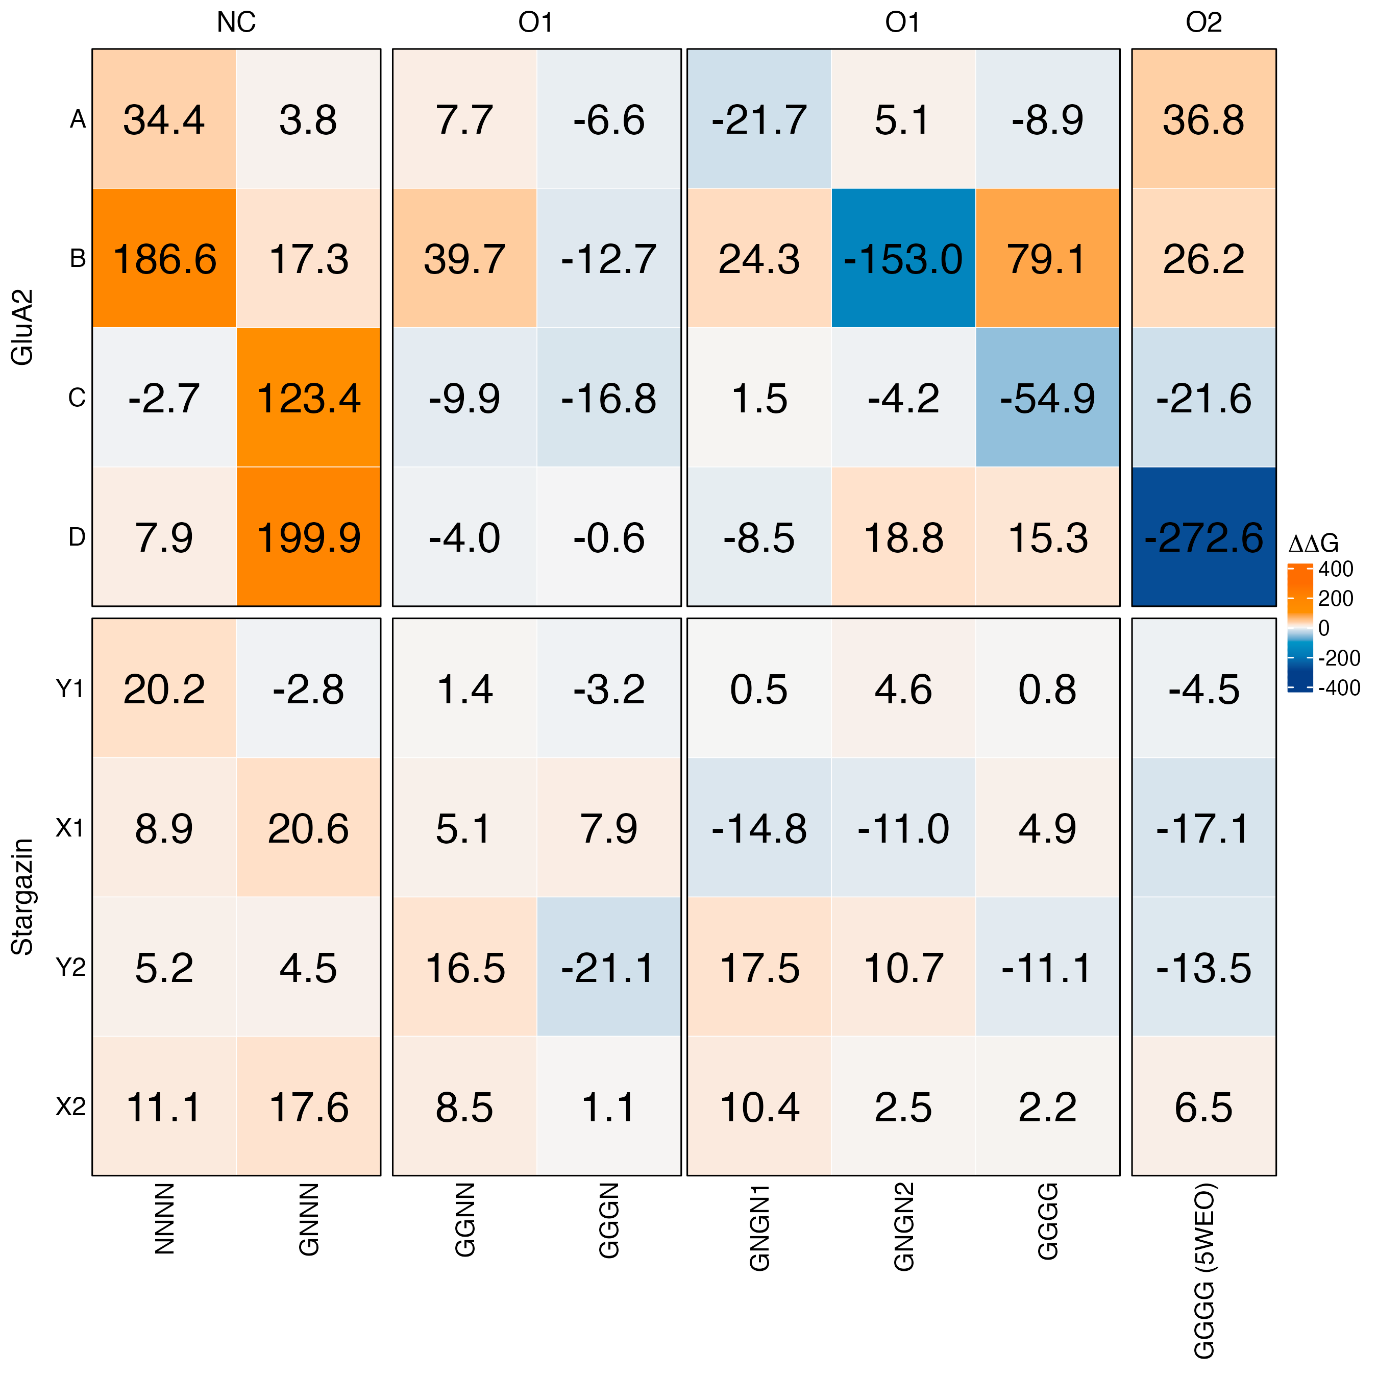 NC O1 O1 O2
GluA2
A 34.4 3.8 7.7 -6.6 -21.7 5.1 -8.9 36.8
B 186.6 17.3 39.7 -12.7 24.3 -153.0 79.1 26.2
C -2.7 123.4 -9.9 -16.8 1.5 -4.2 -54.9 -21.6
D 7.9 199.9 -4.0 -0.6 -8.5 18.8 15.3 -272.6
Stargazin
Y1 20.2 -2.8 1.4 -3.2 0.5 4.6 0.8 -4.5
X1 8.9 20.6 5.1 7.9 -14.8 -11.0 4.9 -17.1
Y2 5.2 4.5 16.5 -21.1 17.5 10.7 -11.1 -13.5
X2 11.1 17.6 8.5 1.1 10.4 2.5 2.2 6.5
NNNN GNNN GGNN GGGN GNGN1 GNGN2 GGGG GGGG (5WEO)
ΔΔG
400
200
0
-200
-400